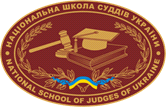 НАЦІОНАЛЬНА ШКОЛА СУДДІВ УКРАЇНИ
NATIONAL SCHOOL OF JUDGES OF UKRAINE